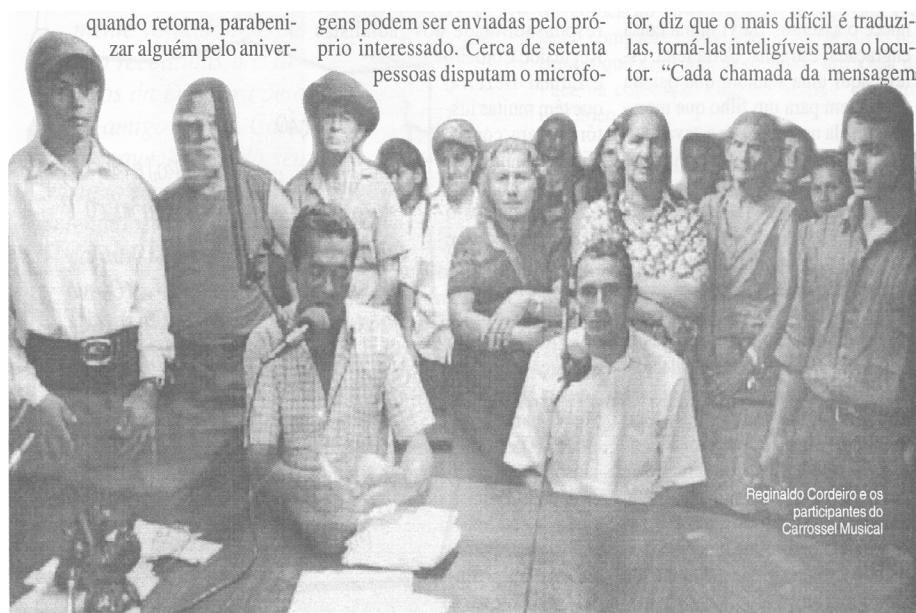 quando retorna, parabeni-
zar alguém pelo aniver-
gens podem ser enviadas pelo pró-
prio interessado. Cerca de setenta
pessoas disputam o microfo-
tor, diz que o mais difícil é traduzi-
las, torná-las inteligíveis para o locu-
tor. “Cada chamada da mensagem
Reginaldo Cordeiro e os
participantes do
Carrossel Musical